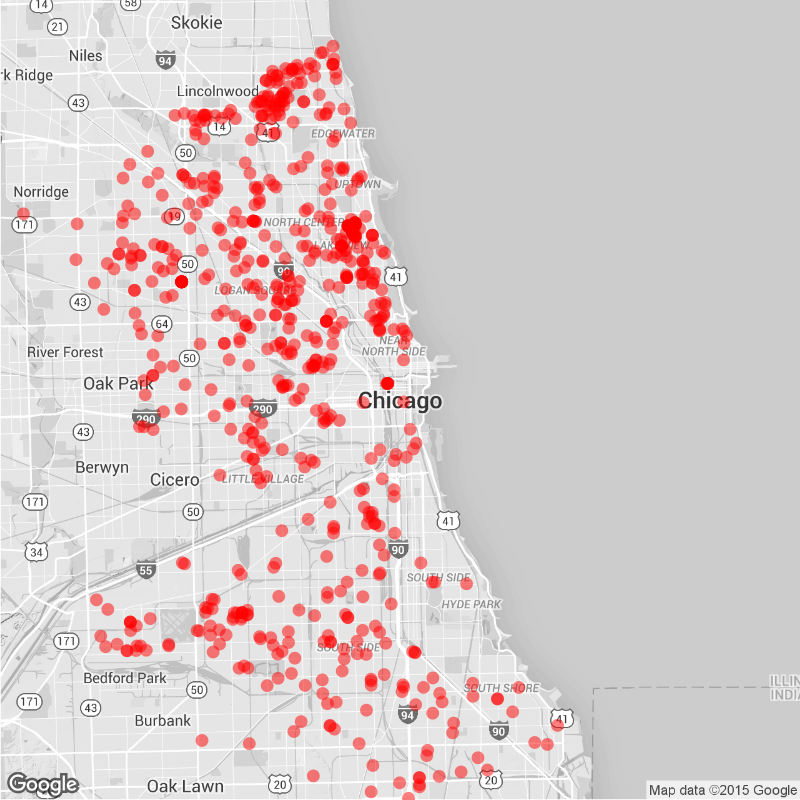 14
58
Skokie
21
Niles
94
rk Ridge
Lincolnwood
43
14
41
EDGEWATER
50
Norridge
UPTOWN
171
19
NORTH CENTER
LAKEVIEW
50
90
41
LOGAN SQUARE
43
64
NEAR
NORTH SIDE
River Forest
50
Oak Park
Chicago
290
290
43
Berwyn
Cicero
LITTLE VILLAGE
171
50
41
34
90
55
SOUTH SIDE
HYDE PARK
171
SOUTH SIDE
Bedford Park
ILLIN
INDIA
SOUTH SHORE
50
171
43
94
41
Burbank
90
Oak Lawn
20
20
Google
Map data ©2015 Google